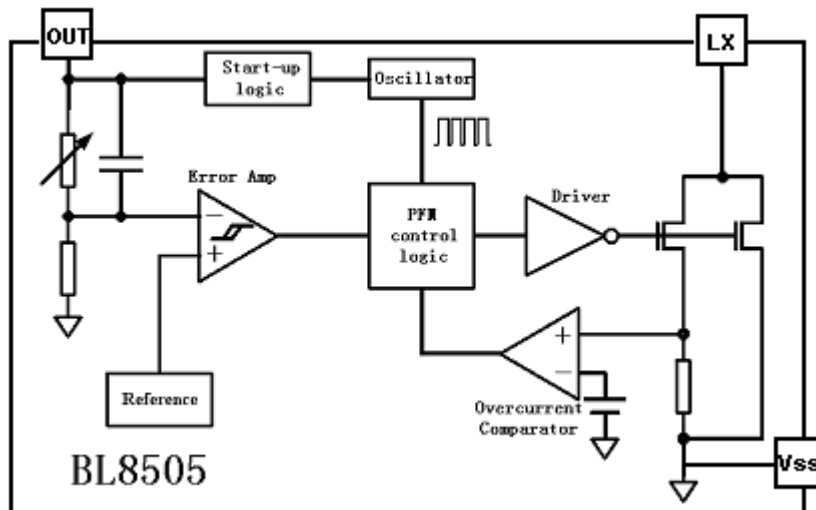 OUT
LX
Start-up
logic
Oscillator
Error Amp
PFM
control
logic
Driver
−
+
+
−
Reference
Overcurrent
Comparator
BL8505
Vss